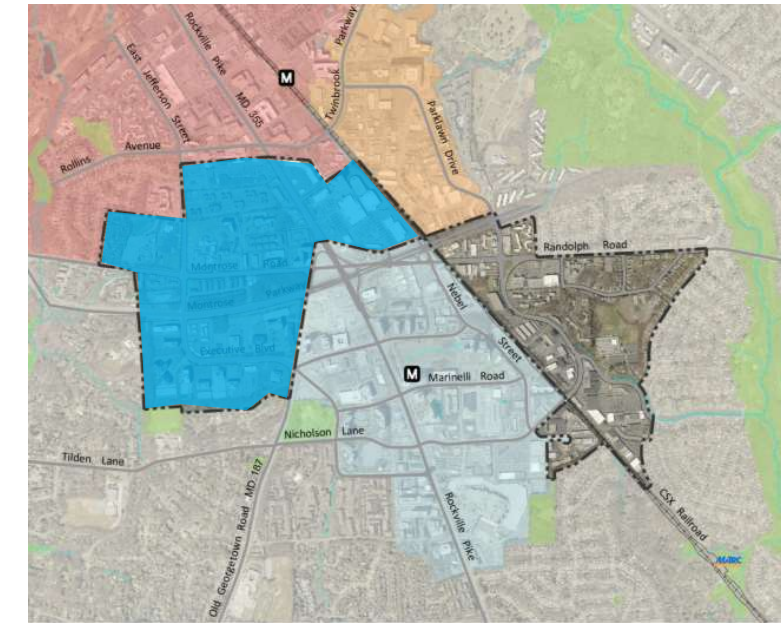 Rockville Pike MD 355
East Jefferson Street
M
Twinbrook Parkway
Parklawn Drive
Rollins Avenue
Randolph Road
Montrose Road
Montrose Parkway
Nebel Street
Executive Blvd
M
Marinelli Road
Nicholson Lane
Tilden Lane
Old Georgetown Road MD 187
Rockville Pike
CSX Railroad
MARC